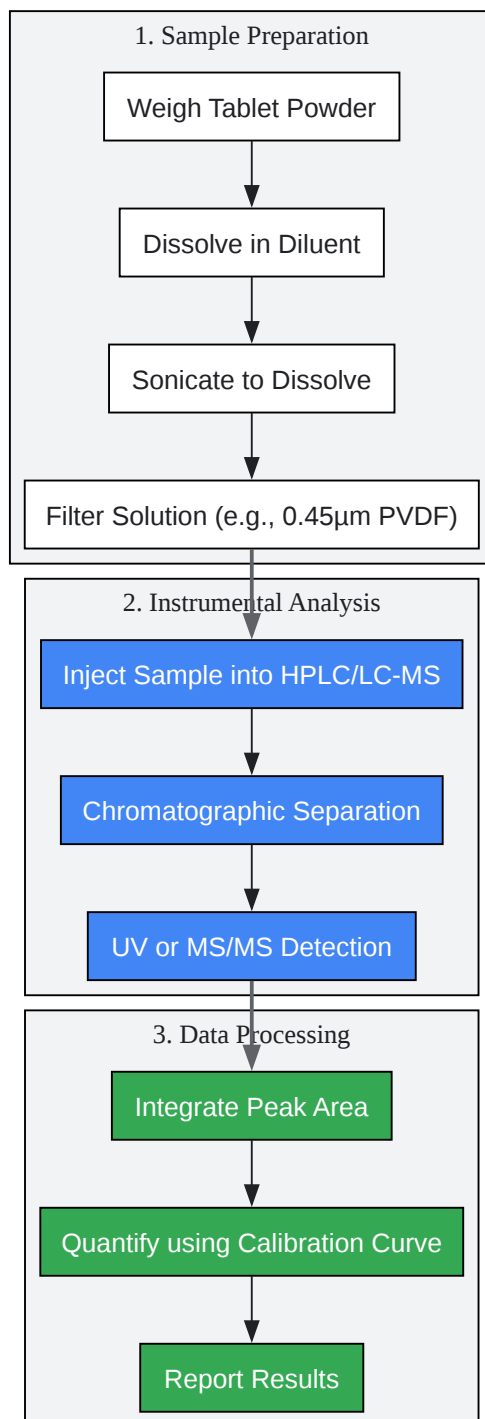 1. Sample Preparation
Weigh Tablet Powder
Dissolve in Diluent
Sonicate to Dissolve
Filter Solution (e.g., 0.45µm PVDF)
2. Instrumental Analysis
Inject Sample into HPLC/LC-MS
Chromatographic Separation
UV or MS/MS Detection
3. Data Processing
Integrate Peak Area
Quantify using Calibration Curve
Report Results